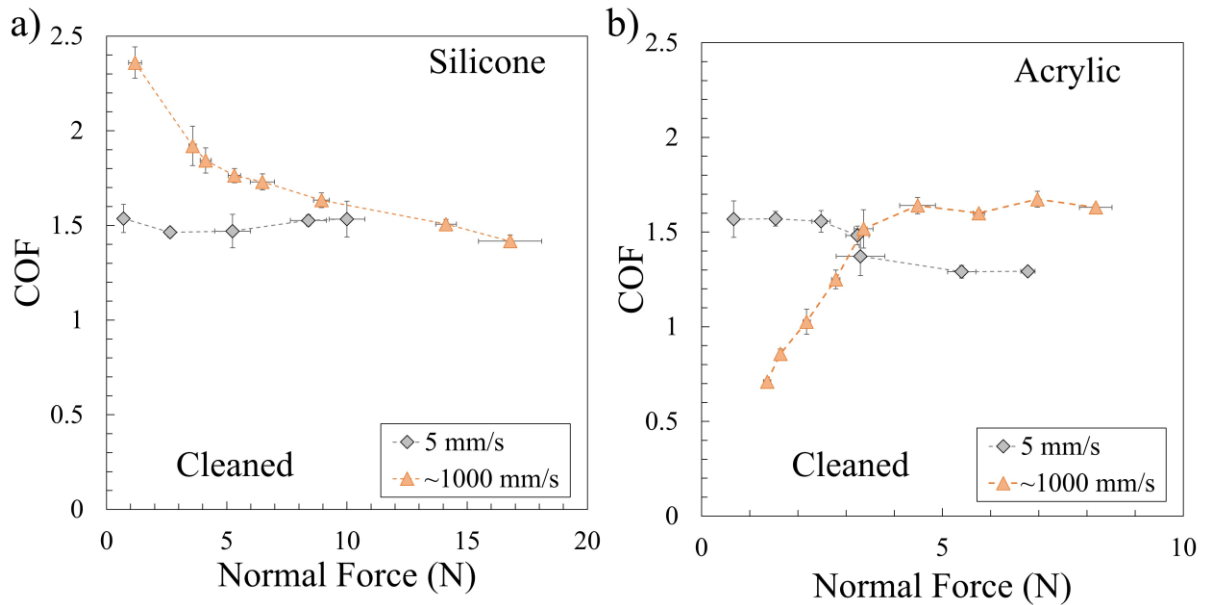 a)
Silicone
COF
2.5
2
1.5
1
0.5
0
Cleaned
5 mm/s
~1000 mm/s
0 5 10 15 20
Normal Force (N)
b)
Acrylic
COF
2.5
2
1.5
1
0.5
0
Cleaned
5 mm/s
~1000 mm/s
0 5 10
Normal Force (N)